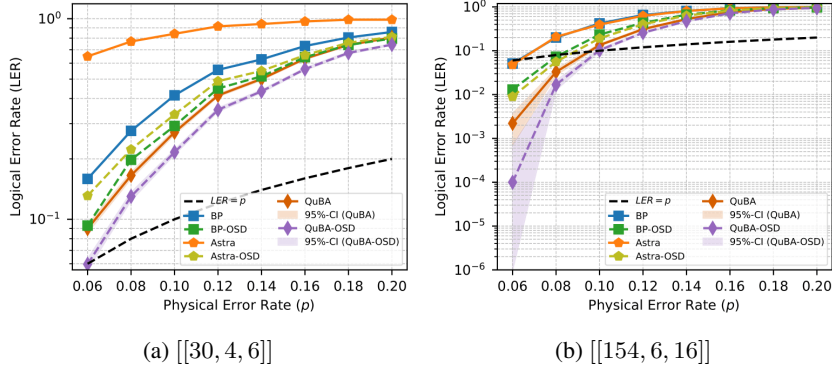 10⁰
10⁻¹
Logical Error Rate (LER)
LER = p
BP
BP-OSD
Astra
Astra-OSD
QuBA
95%-CI (QuBA)
QuBA-OSD
95%-CI (QuBA-OSD)
0.06 0.08 0.10 0.12 0.14 0.16 0.18 0.20
Physical Error Rate (p)
(a) [[30, 4, 6]]
10⁰
10⁻¹
10⁻²
10⁻³
10⁻⁴
10⁻⁵
10⁻⁶
Logical Error Rate (LER)
LER = p
BP
BP-OSD
Astra
Astra-OSD
QuBA
95%-CI (QuBA)
QuBA-OSD
95%-CI (QuBA-OSD)
0.06 0.08 0.10 0.12 0.14 0.16 0.18 0.20
Physical Error Rate (p)
(b) [[154, 6, 16]]